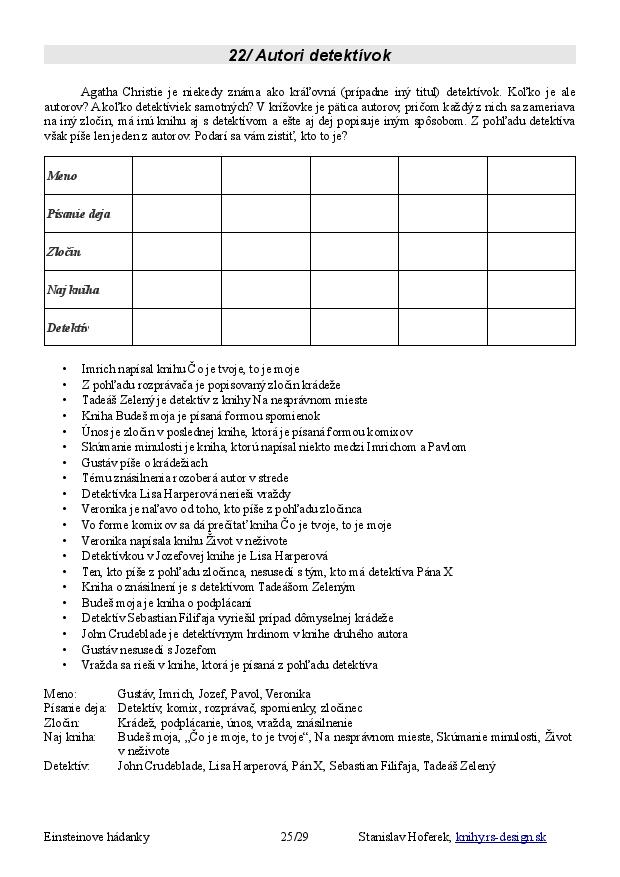 22/ Autori detektívok
Agatha Christie je niekedy známa ako kráľovná (prípadne iný titul) detektívok. Koľko je ale
autorov? A koľko detektíviek samotných? V krížovke je pätica autorov, pričom každý z nich sa zameriava
na iný zločin, má inú knihu aj s detektívom a ešte aj dej popisuje iným spôsobom. Z pohľadu detektíva
však píše len jeden z autorov. Podarí sa vám zistiť, kto to je?
Meno
Písanie deja
Zločin
Naj kniha
Detektív
• Imrich napísal knihu Čo je tvoje, to je moje
• Z pohľadu rozprávača je popisovaný zločin krádeže
• Tadeáš Zelený je detektív z knihy Na nesprávnom mieste
• Kniha Budeš moja je písaná formou spomienok
• Únos je zločin v poslednej knihe, ktorá je písaná formou komixov
• Skúmanie minulosti je kniha, ktorú napísal niekto medzi Imrichom a Pavlom
• Gustáv píše o krádežiach
• Tému znásilnenia rozoberá autor v strede
• Detektívka Lisa Harperová nerieši vraždy
• Veronika je naľavo od toho, kto píše z pohľadu zločinca
• Vo forme komixov sa dá prečítať kniha Čo je tvoje, to je moje
• Veronika napísala knihu Život v neživote
• Detektívkou v Jozefovej knihe je Lisa Harperová
• Ten, kto píše z pohľadu zločinca, nesusedí s tým, kto má detektíva Pána X
• Kniha o znásilnení je s detektívom Tadeášom Zeleným
• Budeš moja je kniha o podplácaní
• Detektív Sebastian Filifaja vyriešil prípad dômyselnej krádeže
• John Crudeblade je detektívnym hrdinom v knihe druhého autora
• Gustáv nesusedí s Jozefom
• Vražda sa rieši v knihe, ktorá je písaná z pohľadu detektíva
Meno: Gustáv, Imrich, Jozef, Pavol, Veronika
Písanie deja: Detektív, komix, rozprávač, spomienky, zločinec
Zločin: Krádež, podplácanie, únos, vražda, znásilnenie
Naj kniha: Budeš moja, „Čo je moje, to je tvoje“, Na nesprávnom mieste, Skúmanie minulosti, Život
v neživote
Detektív: John Crudeblade, Lisa Harperová, Pán X, Sebastian Filifaja, Tadeáš Zelený
Einsteinove hádanky 25/29 Stanislav Hoferek, knihy.rs-design.sk